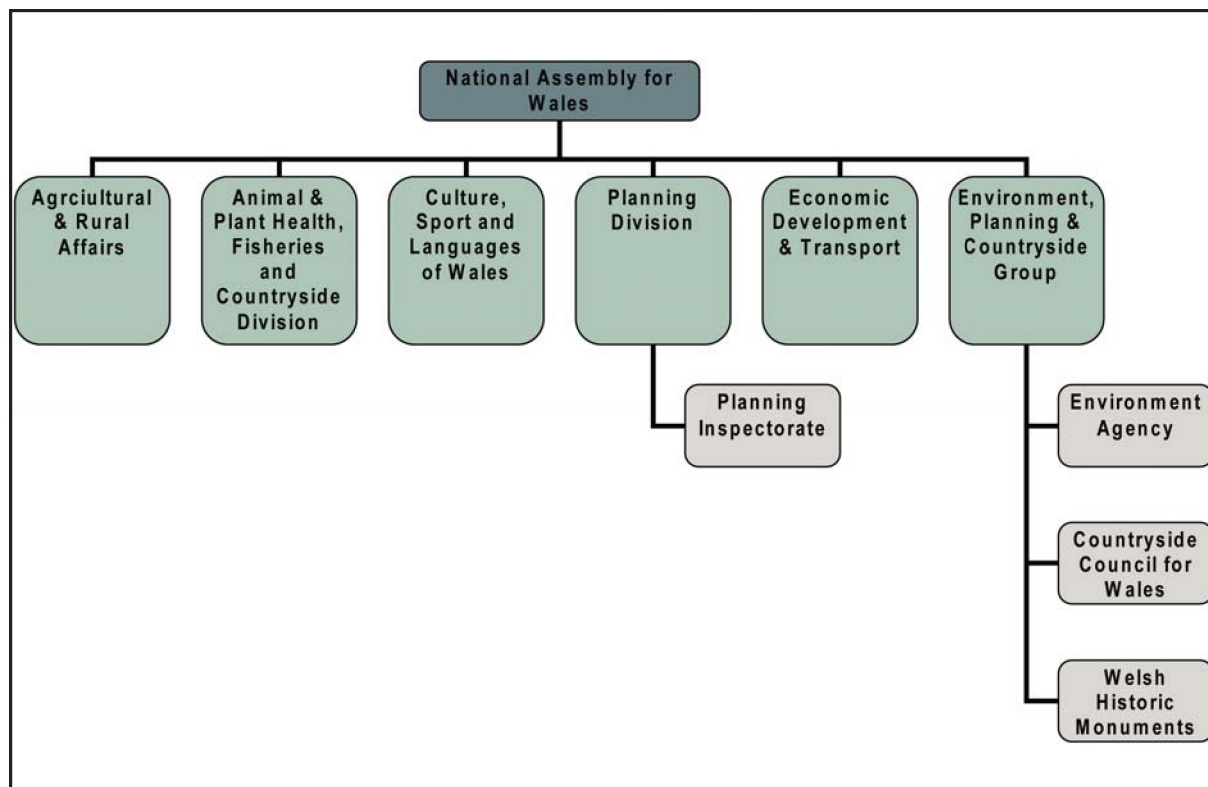 National Assembly for
Wales
Agrciultural
& Rural
Affairs
Animal &
Plant Health,
Fisheries
and
Countryside
Division
Culture,
Sport and
Languages
of Wales
Planning
Division
Economic
Development
& Transport
Environment,
Planning &
Countryside
Group
Planning
Inspectorate
Environment
Agency
Countryside
Council for
Wales
Welsh
Historic
Monuments